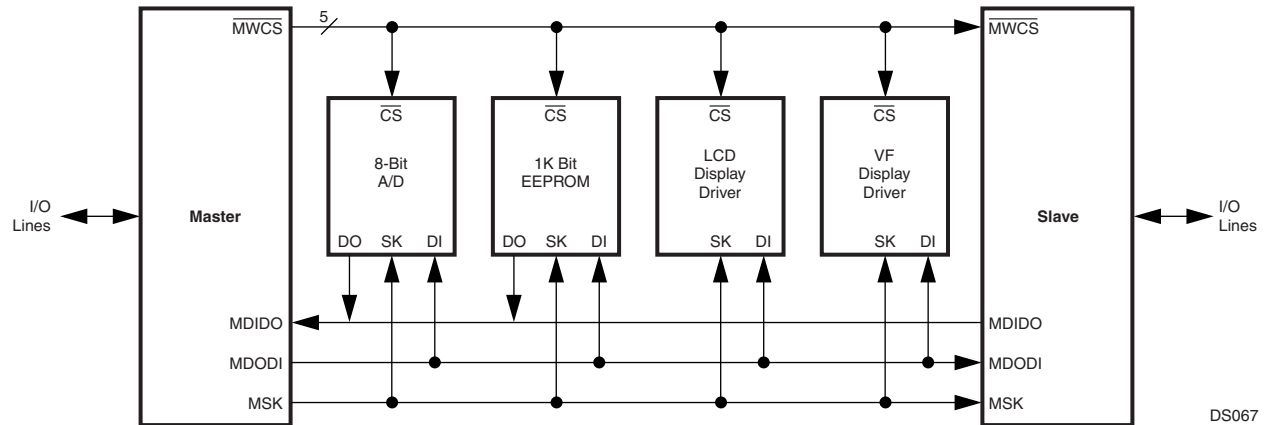 MWCS
5
MWCS
CS
CS
CS
CS
8-Bit
A/D
1K Bit
EEPROM
LCD
Display
Driver
VF
Display
Driver
I/O
Lines
Master
Slave
I/O
Lines
DO SK DI
DO SK DI
SK DI
SK DI
MDIDO
MDIDO
MDODI
MDODI
MSK
MSK
DS067